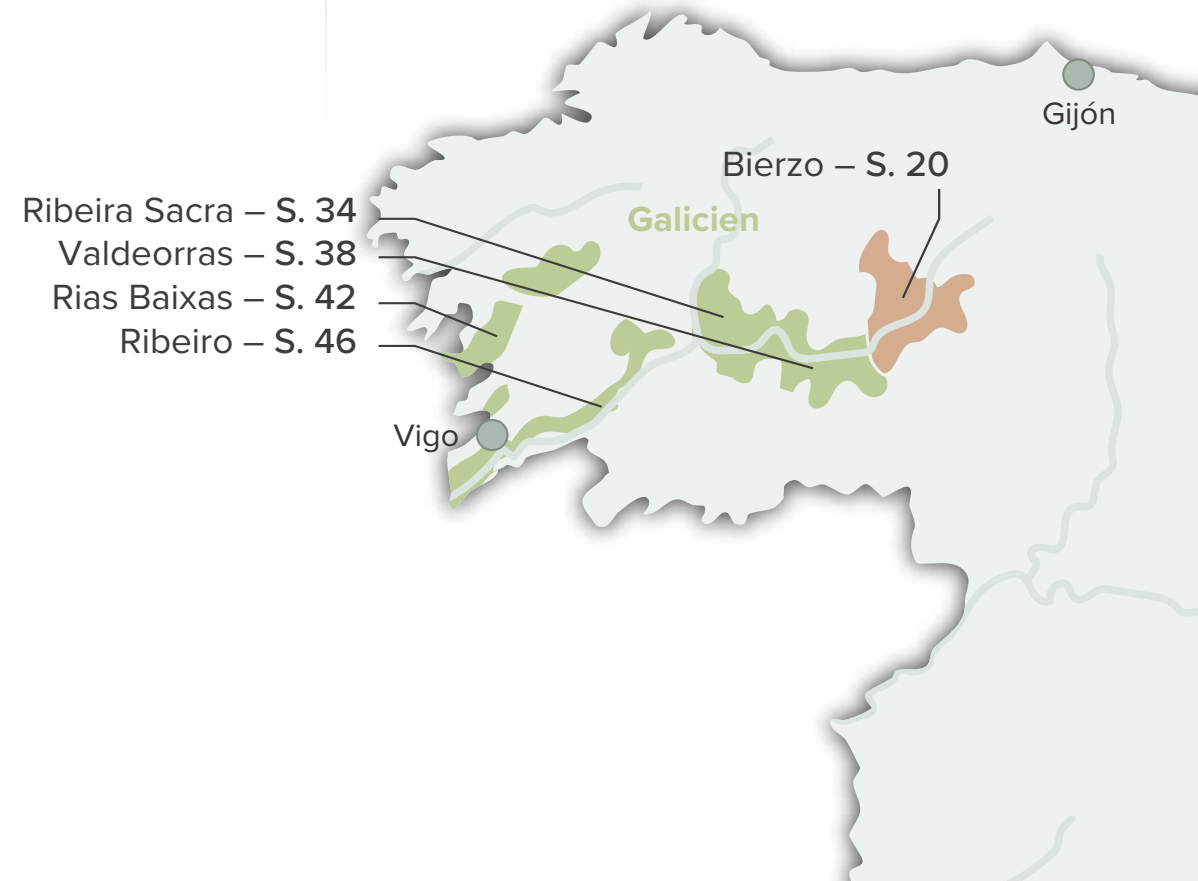 Gijón
Bierzo – S. 20
Ribeira Sacra – S. 34
Galicien
Valdeorras – S. 38
Rias Baixas – S. 42
Ribeiro – S. 46
Vigo